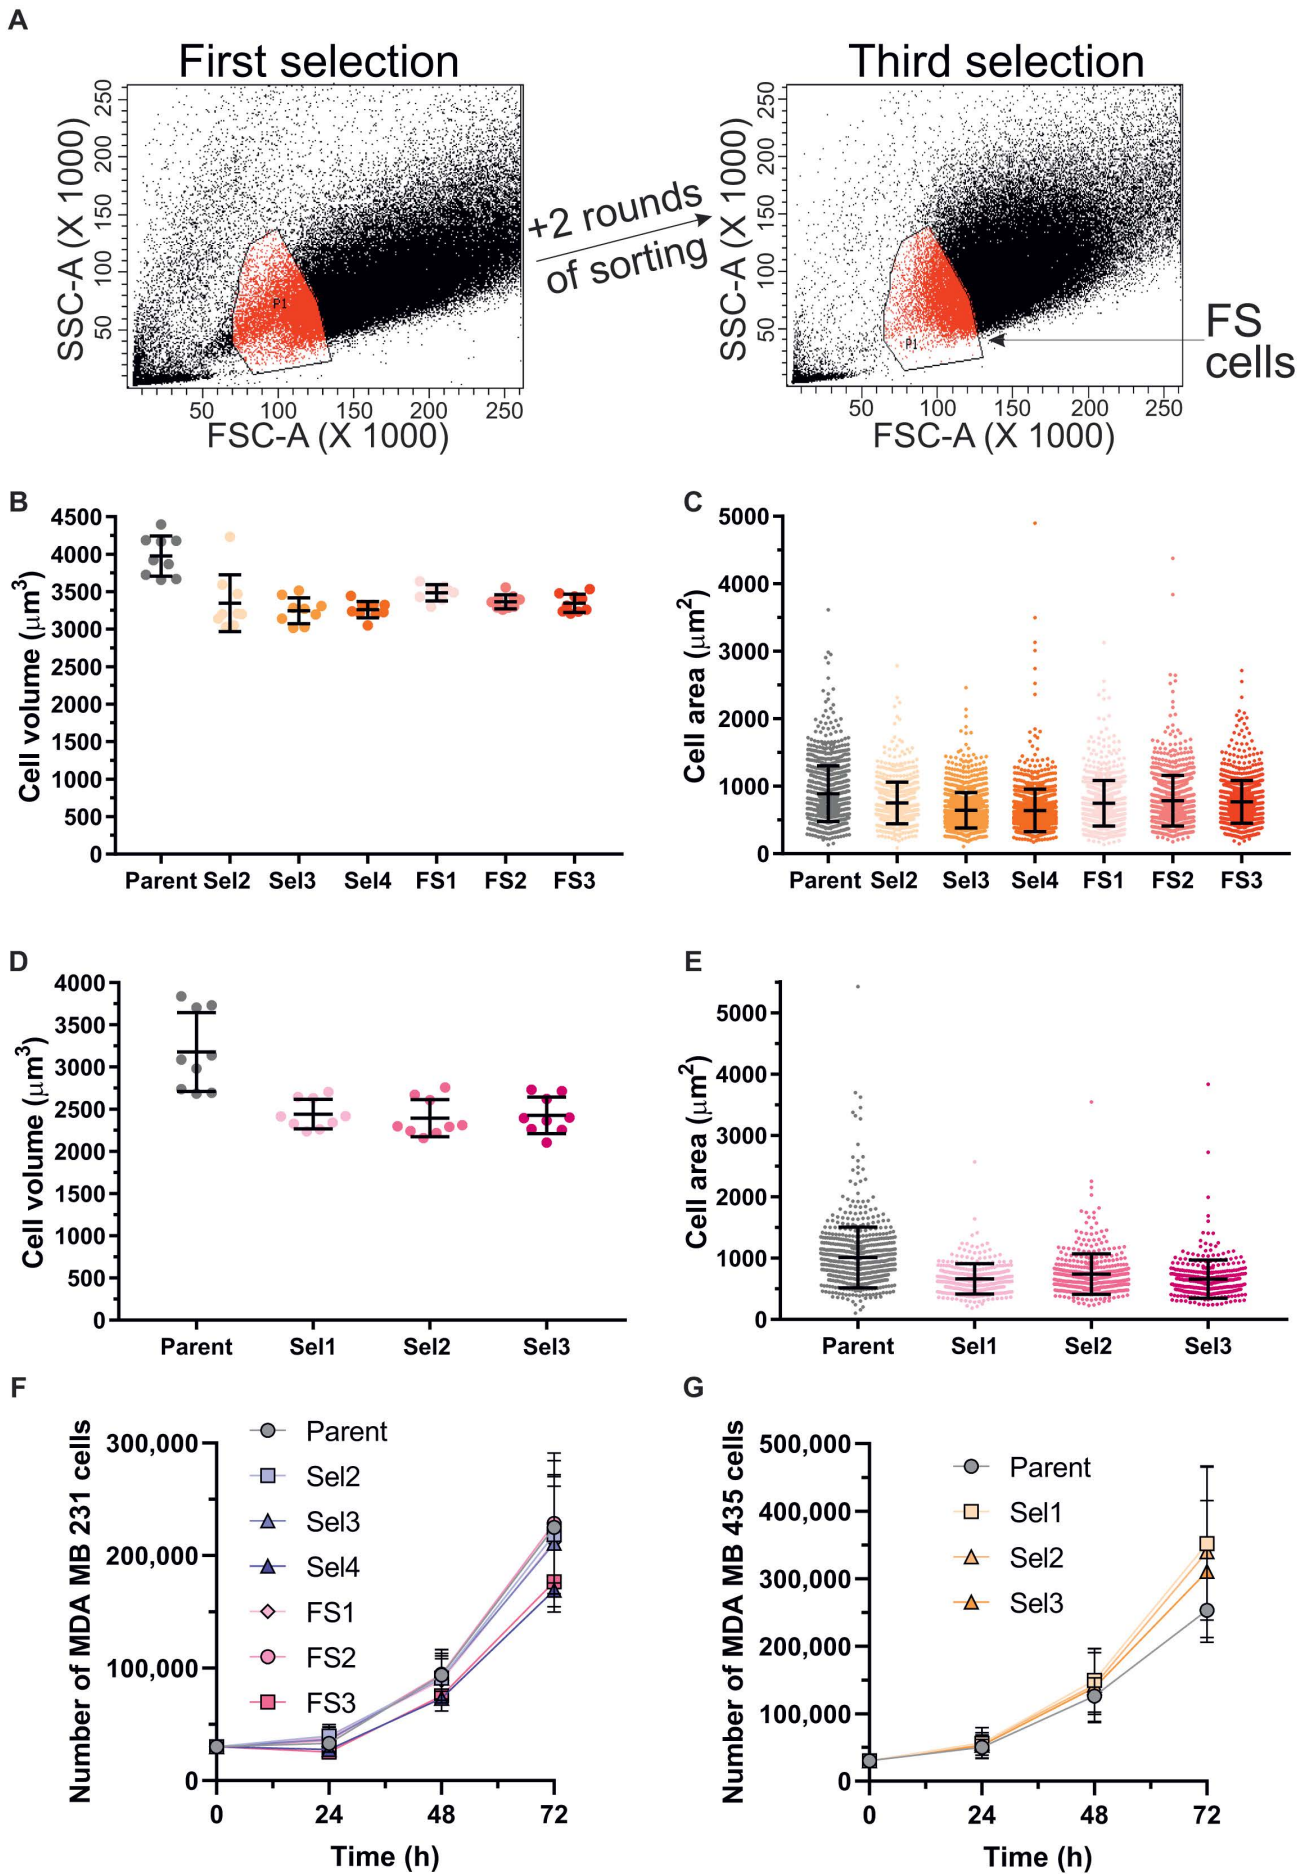 A
First selection
Third selection
SSC-A (X 1000)
250
200
150
100
50
P1
50 100 150 200 250
FSC-A (X 1000)
+2 rounds
of sorting
SSC-A (X 1000)
250
200
150
100
50
P1
50 100 150 200 250
FSC-A (X 1000)
FS
cells
B
Cell volume (μm3)
4500
4000
3500
3000
2500
2000
1500
1000
500
0
Parent Sel2 Sel3 Sel4 FS1 FS2 FS3
C
Cell area (μm2)
5000
4000
3000
2000
1000
0
Parent Sel2 Sel3 Sel4 FS1 FS2 FS3
D
Cell volume (μm3)
4000
3500
3000
2500
2000
1500
1000
500
0
Parent Sel1 Sel2 Sel3
E
Cell area (μm2)
5000
4000
3000
2000
1000
0
Parent Sel1 Sel2 Sel3
F
Number of MDA MB 231 cells
300,000
200,000
100,000
0
Parent
Sel2
Sel3
Sel4
FS1
FS2
FS3
0 24 48 72
Time (h)
G
Number of MDA MB 435 cells
500,000
400,000
300,000
200,000
100,000
0
Parent
Sel1
Sel2
Sel3
0 24 48 72
Time (h)